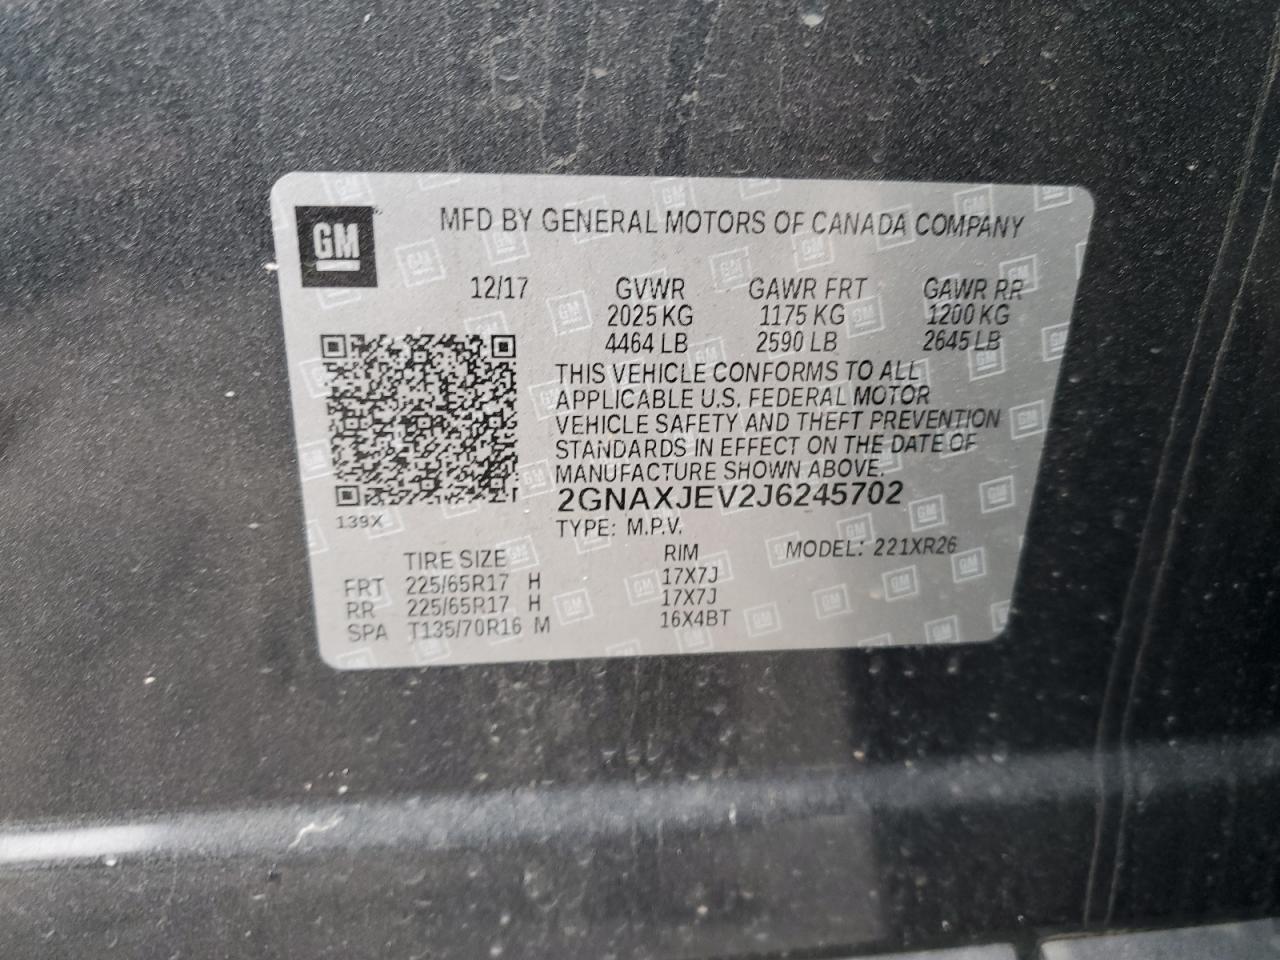 GM
MFD BY GENERAL MOTORS OF CANADA COMPANY
12/17 GVWR GAWR FRT GAWR RR
2025 KG 1175 KG 1200 KG
4464 LB 2590 LB 2645 LB
THIS VEHICLE CONFORMS TO ALL
APPLICABLE U.S. FEDERAL MOTOR
VEHICLE SAFETY AND THEFT PREVENTION
STANDARDS IN EFFECT ON THE DATE OF
MANUFACTURE SHOWN ABOVE.
2GNAXJEV2J6245702
139X
TYPE: M.P.V.
TIRE SIZE RIM MODEL: 221XR26
FRT 225/65R17 H 17X7J
RR 225/65R17 H 17X7J
SPA T135/70R16 M 16X4BT